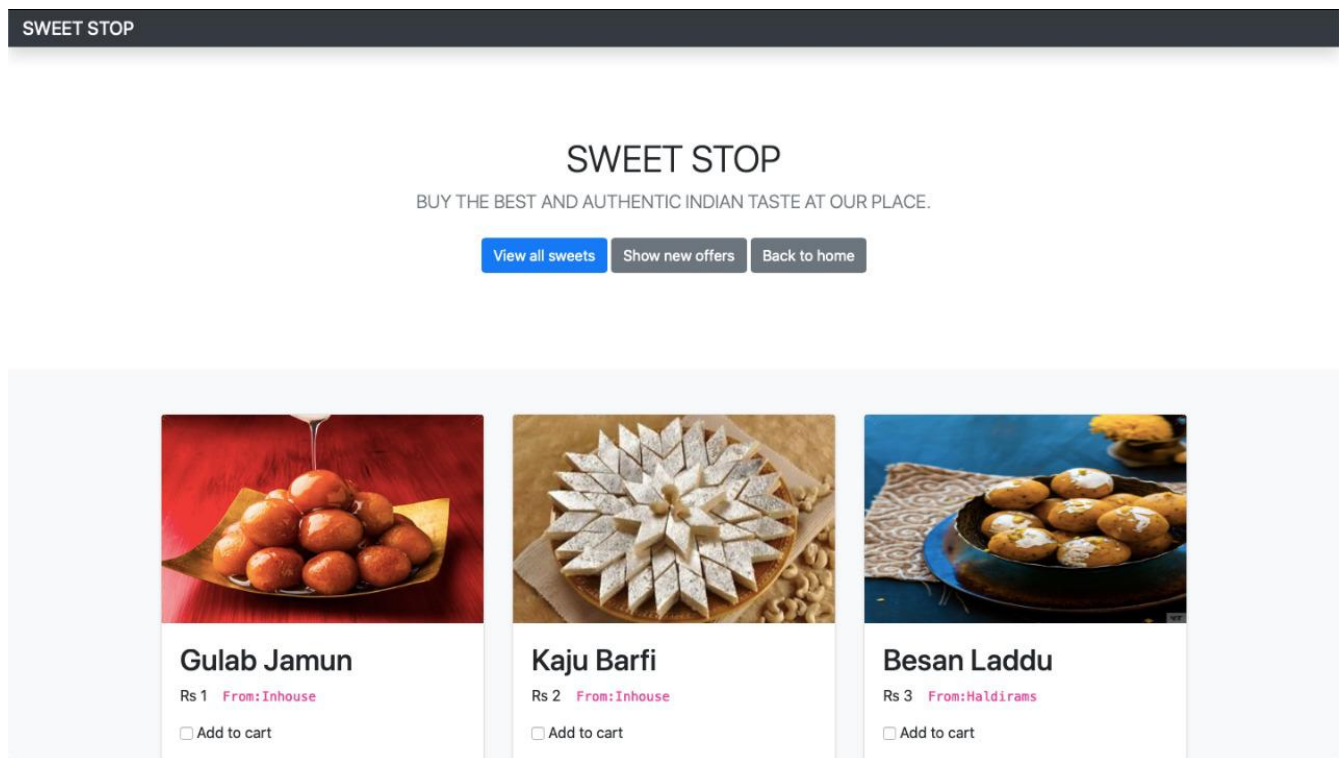 SWEET STOP
SWEET STOP
BUY THE BEST AND AUTHENTIC INDIAN TASTE AT OUR PLACE.
View all sweets Show new offers Back to home
Gulab Jamun Kaju Barfi Besan Laddu
Rs 1 From:Inhouse Rs 2 From:Inhouse Rs 3 From:Haldirams
Add to cart Add to cart Add to cart